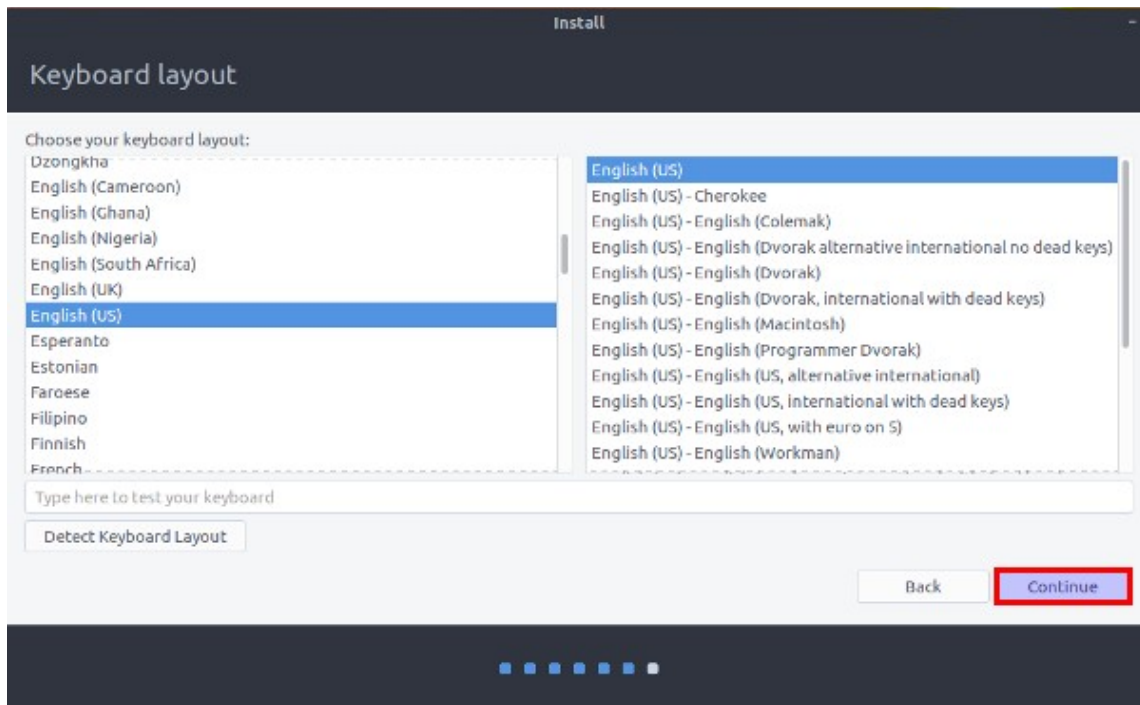 Install
Keyboard layout
Choose your keyboard layout:
Dzongkha
English (Cameroon)
English (Ghana)
English (Nigeria)
English (South Africa)
English (UK)
English (US)
Esperanto
Estonian
Faroese
Filipino
Finnish
French
English (US)
English (US) - Cherokee
English (US) - English (Colemak)
English (US) - English (Dvorak alternative international no dead keys)
English (US) - English (Dvorak)
English (US) - English (Dvorak, international with dead keys)
English (US) - English (Macintosh)
English (US) - English (Programmer Dvorak)
English (US) - English (US, alternative international)
English (US) - English (US, international with dead keys)
English (US) - English (US, with euro on 5)
English (US) - English (Workman)
Type here to test your keyboard
Detect Keyboard Layout
Back
Continue